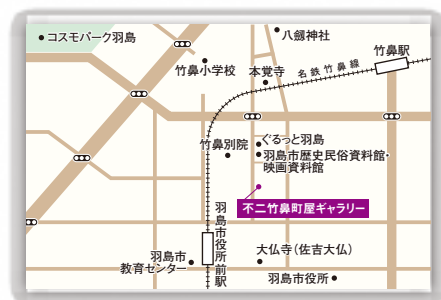 コスモパーク羽島
八劔神社
竹鼻駅
竹鼻小学校
本覚寺
名鉄竹鼻線
竹鼻別院
ぐるっと羽島
羽島市歴史民俗資料館・
映画資料館
不二竹鼻町屋ギャラリー
羽島市役所前駅
羽島市
教育センター
大仏寺（佐吉大仏）
羽島市役所